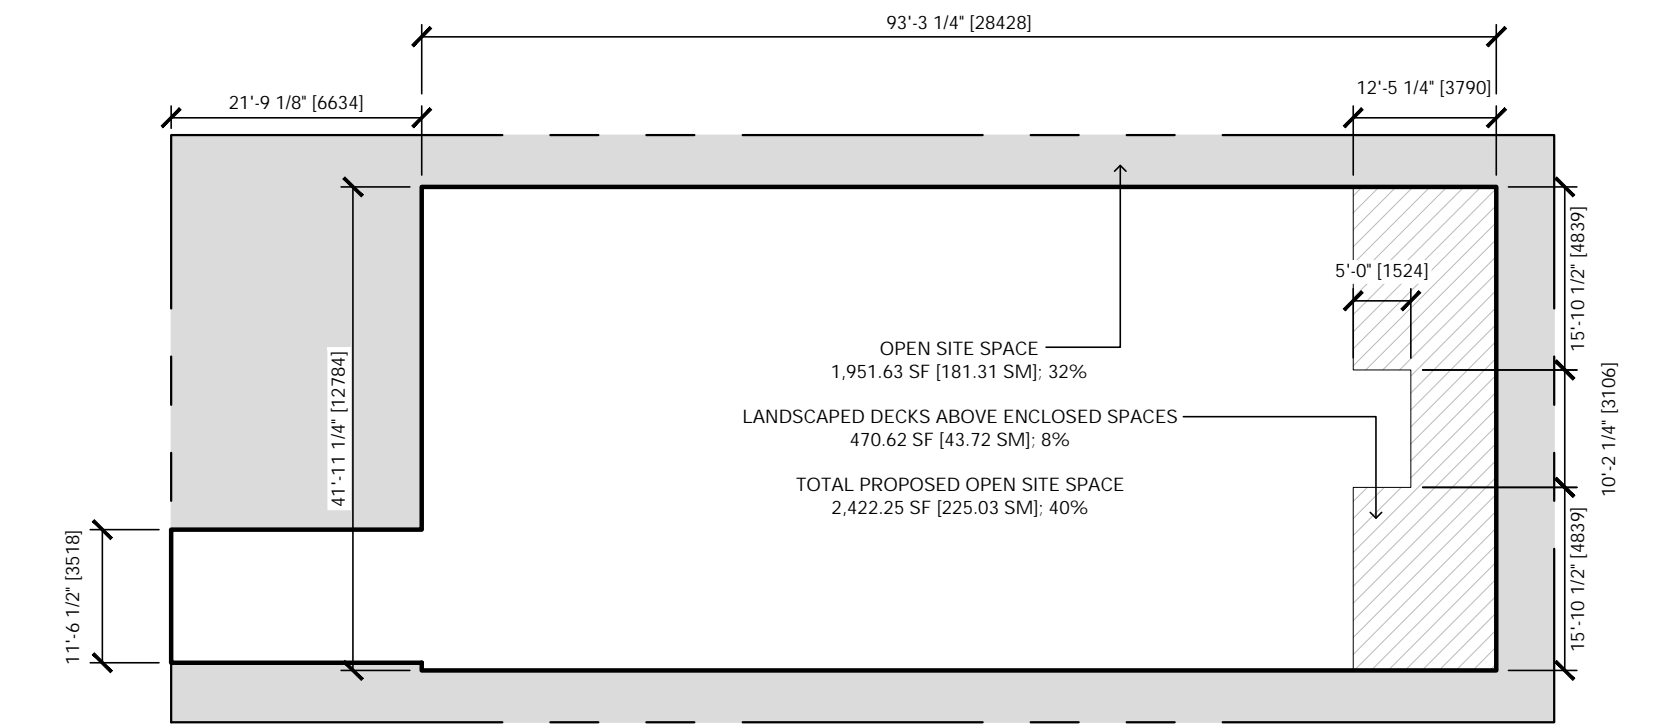 93'-3 1/4" [28428]
21'-9 1/8" [6634]
12'-5 1/4" [3790]
15'-10 1/2" [4839]
5'-0" [1524]
41'-11 1/4" [12784]
OPEN SITE SPACE
1,951.63 SF [181.31 SM]; 32%
10'-2 1/4" [3106]
LANDSCAPED DECKS ABOVE ENCLOSED SPACES
470.62 SF [43.72 SM]; 8%
TOTAL PROPOSED OPEN SITE SPACE
2,422.25 SF [225.03 SM]; 40%
11'-6 1/2" [3518]
15'-10 1/2" [4839]